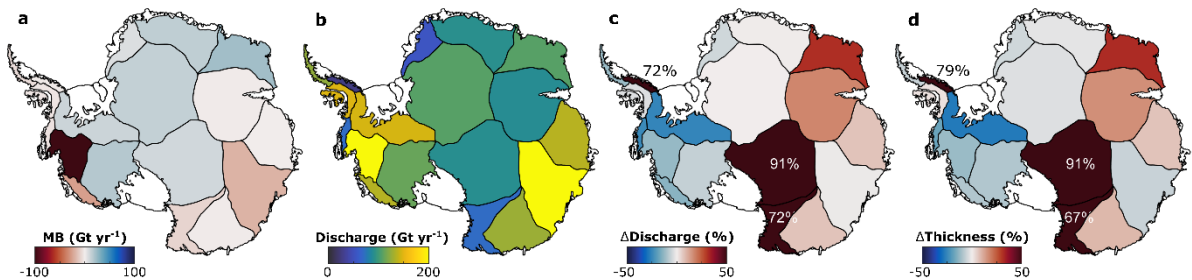 a
MB (Gt yr⁻¹)
-100 100
b
Discharge (Gt yr⁻¹)
0 200
c
72%
91%
72%
ΔDischarge (%)
-50 50
d
79%
91%
67%
ΔThickness (%)
-50 50